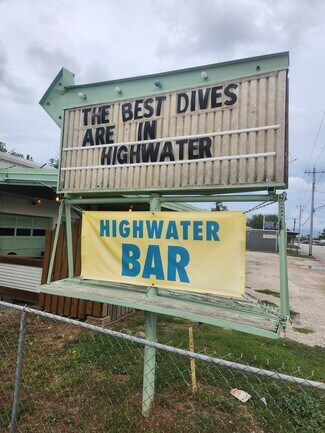 THE BEST DIVES
ARE IN
HIGHWATER
HIGHWATER
BAR